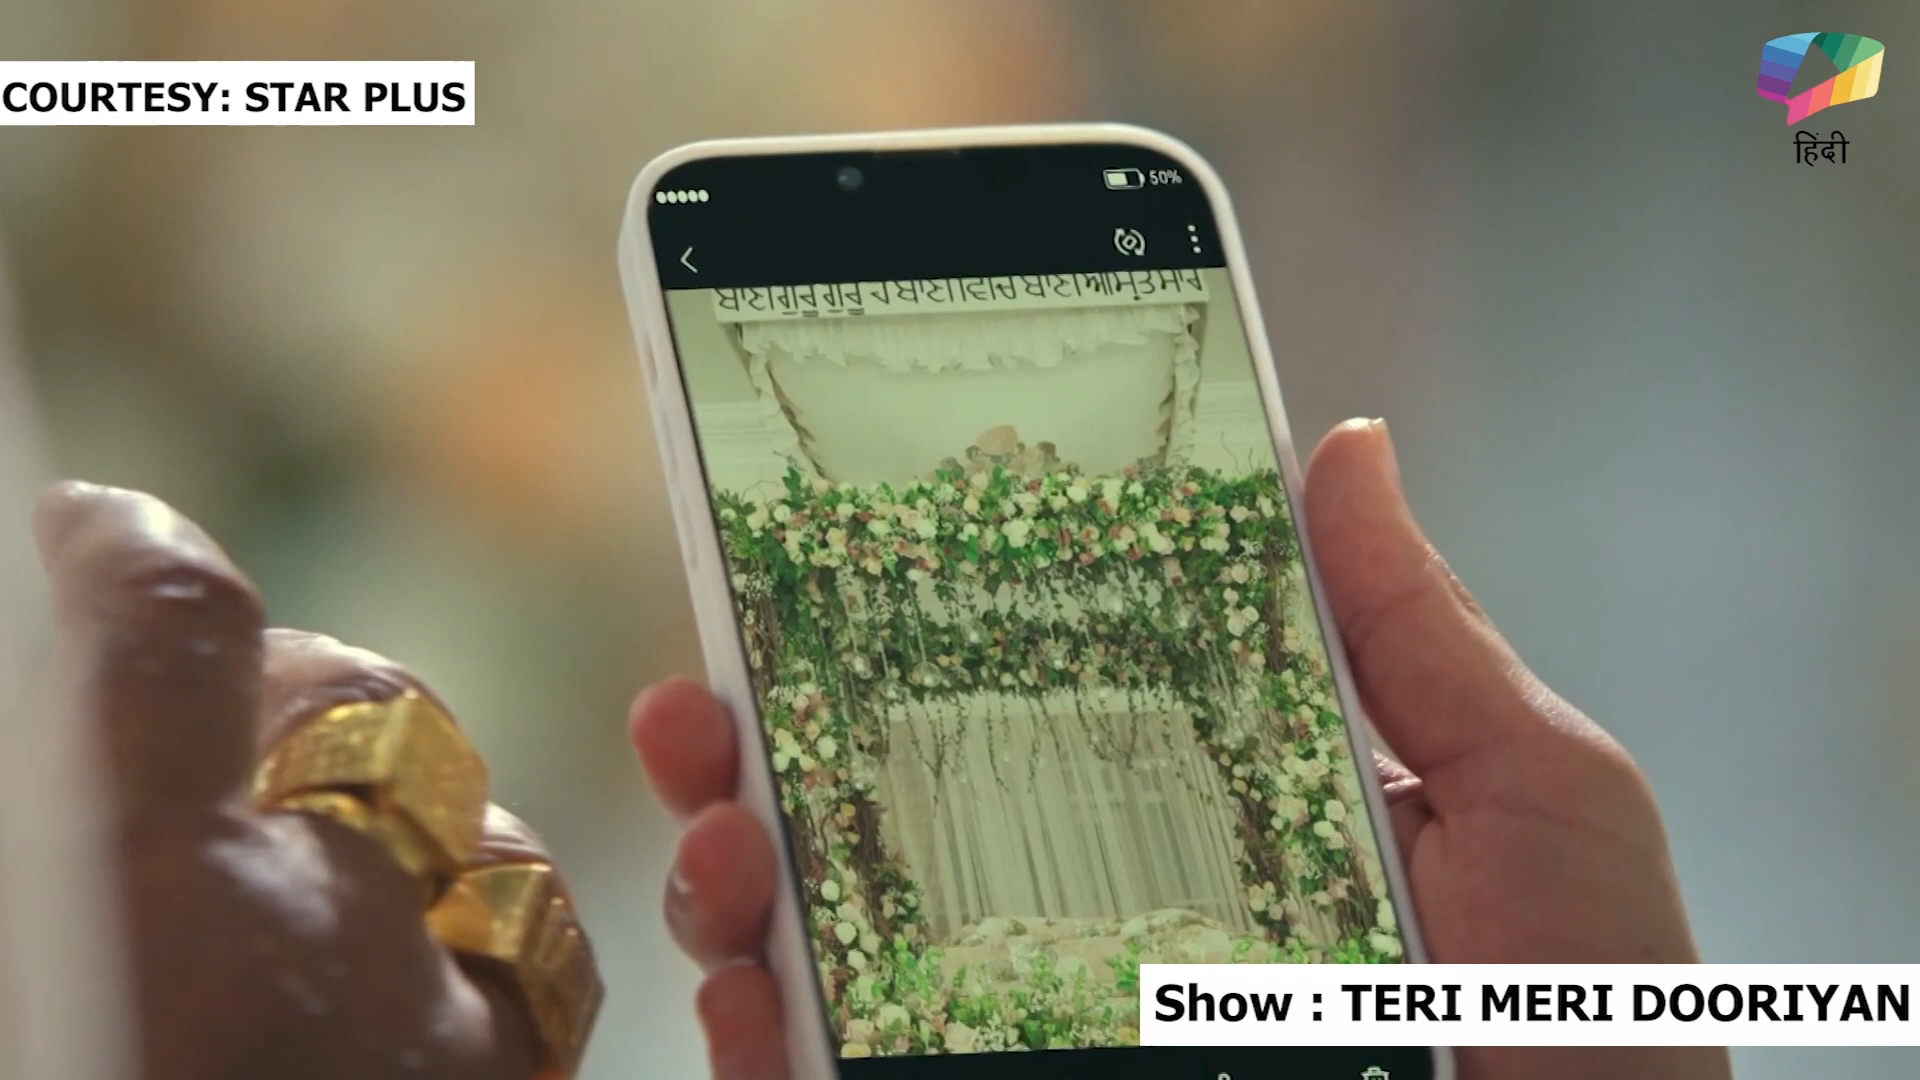 COURTESY: STAR PLUS
हिंदी
50%
ਬਾਣੀ ਗੁਰੂ ਗੁਰੂ ਹੈ ਬਾਣੀ ਵਿਚਿ ਬਾਣੀ ਅੰਮ੍ਰਿਤ ਸਾਰੇ
Show : TERI MERI DOORIYAN